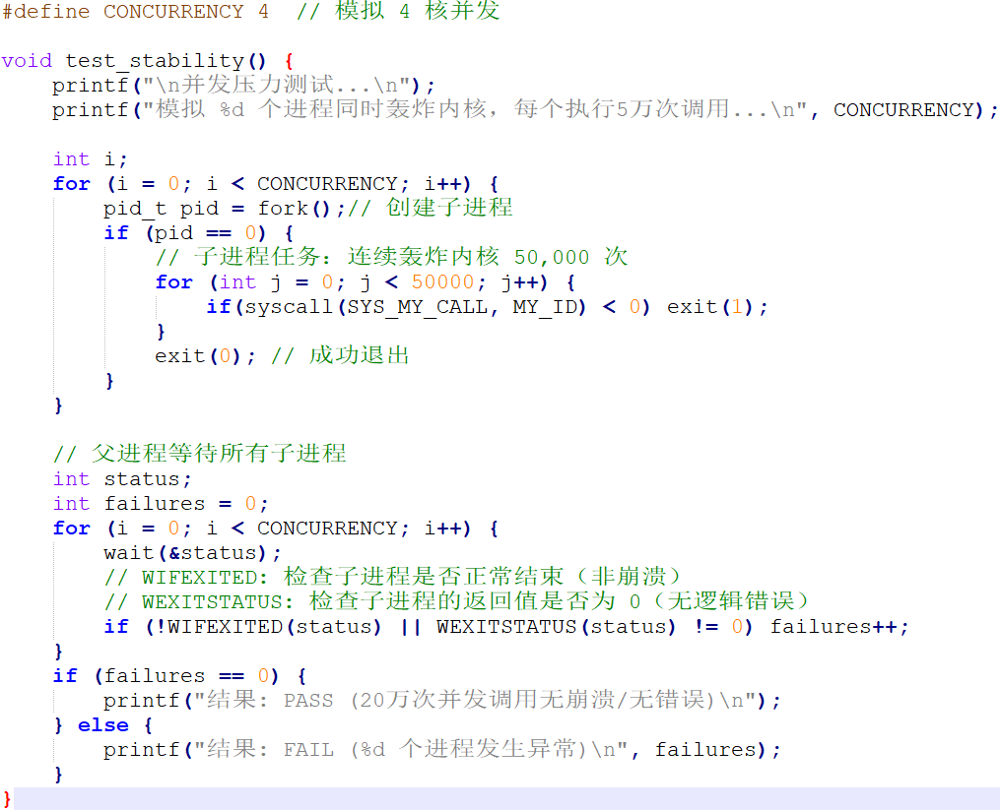 #define CONCURRENCY 4  // 模拟 4 核并发

void test_stability() {
    printf("\n并发压力测试...\n");
    printf("模拟 %d 个进程同时轰炸内核，每个执行5万次调用...\n", CONCURRENCY);

    int i;
    for (i = 0; i < CONCURRENCY; i++) {
        pid_t pid = fork();// 创建子进程
        if (pid == 0) {
            // 子进程任务：连续轰炸内核 50,000 次
            for (int j = 0; j < 50000; j++) {
                if(syscall(SYS_MY_CALL, MY_ID) < 0) exit(1);
            }
            exit(0); // 成功退出
        }
    }

    // 父进程等待所有子进程
    int status;
    int failures = 0;
    for (i = 0; i < CONCURRENCY; i++) {
        wait(&status);
        // WIFEXITED: 检查子进程是否正常结束（非崩溃）
        // WEXITSTATUS: 检查子进程的返回值是否为 0（无逻辑错误）
        if (!WIFEXITED(status) || WEXITSTATUS(status) != 0) failures++;
    }
    if (failures == 0) {
        printf("结果: PASS (20万次并发调用无崩溃/无错误)\n");
    } else {
        printf("结果: FAIL (%d 个进程发生异常)\n", failures);
    }
}